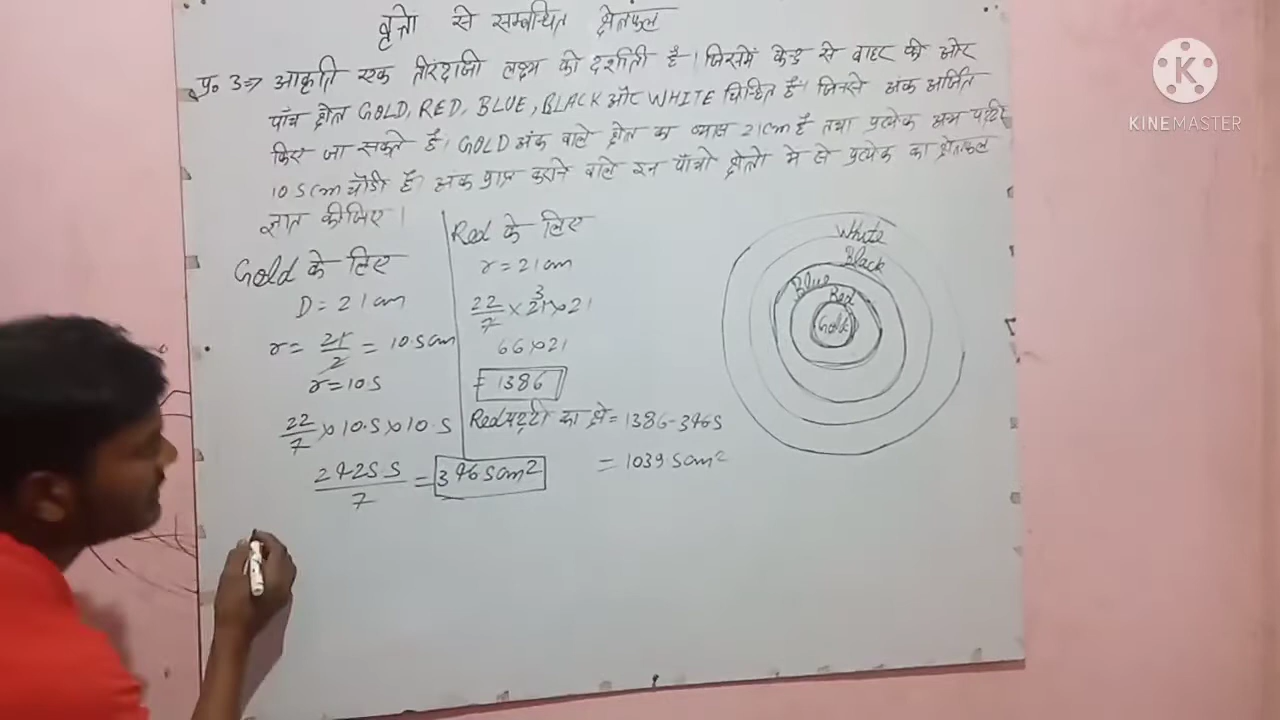 वृत्तो से सम्बन्धित क्षेत्रफल
प्र० 3⇒ आकृति एक तीरंदाजी लक्ष्य को दर्शाती है। जिसमें केन्द्र से बाहर की ओर
पाँच क्षेत्र GOLD, RED, BLUE, BLACK और WHITE चिन्हित है। जिनसे अंक अर्जित
किए जा सकते है। GOLD अंक वाले क्षेत्र का व्यास 21cm है तथा प्रत्येक अन्य पट्टी
10.5cm चौडी है। अंक प्राप्त कराने वाले इन पाँचो क्षेत्रो मे से प्रत्येक का क्षेत्रफल
ज्ञात कीजिए।
Gold के लिए
D = 21cm
r = 21/2 = 10.5cm
r = 10.5
22/7 × 10.5 × 10.5
2425.5/7 = 346.5cm²
Red के लिए
r = 21cm
3
22/7 × 21 × 21
66 × 21
= 1386
Red पट्टी का क्षे० = 1386 - 346.5
= 1039.5cm²
White
Black
Blue
Red
Gold
KINEMASTER